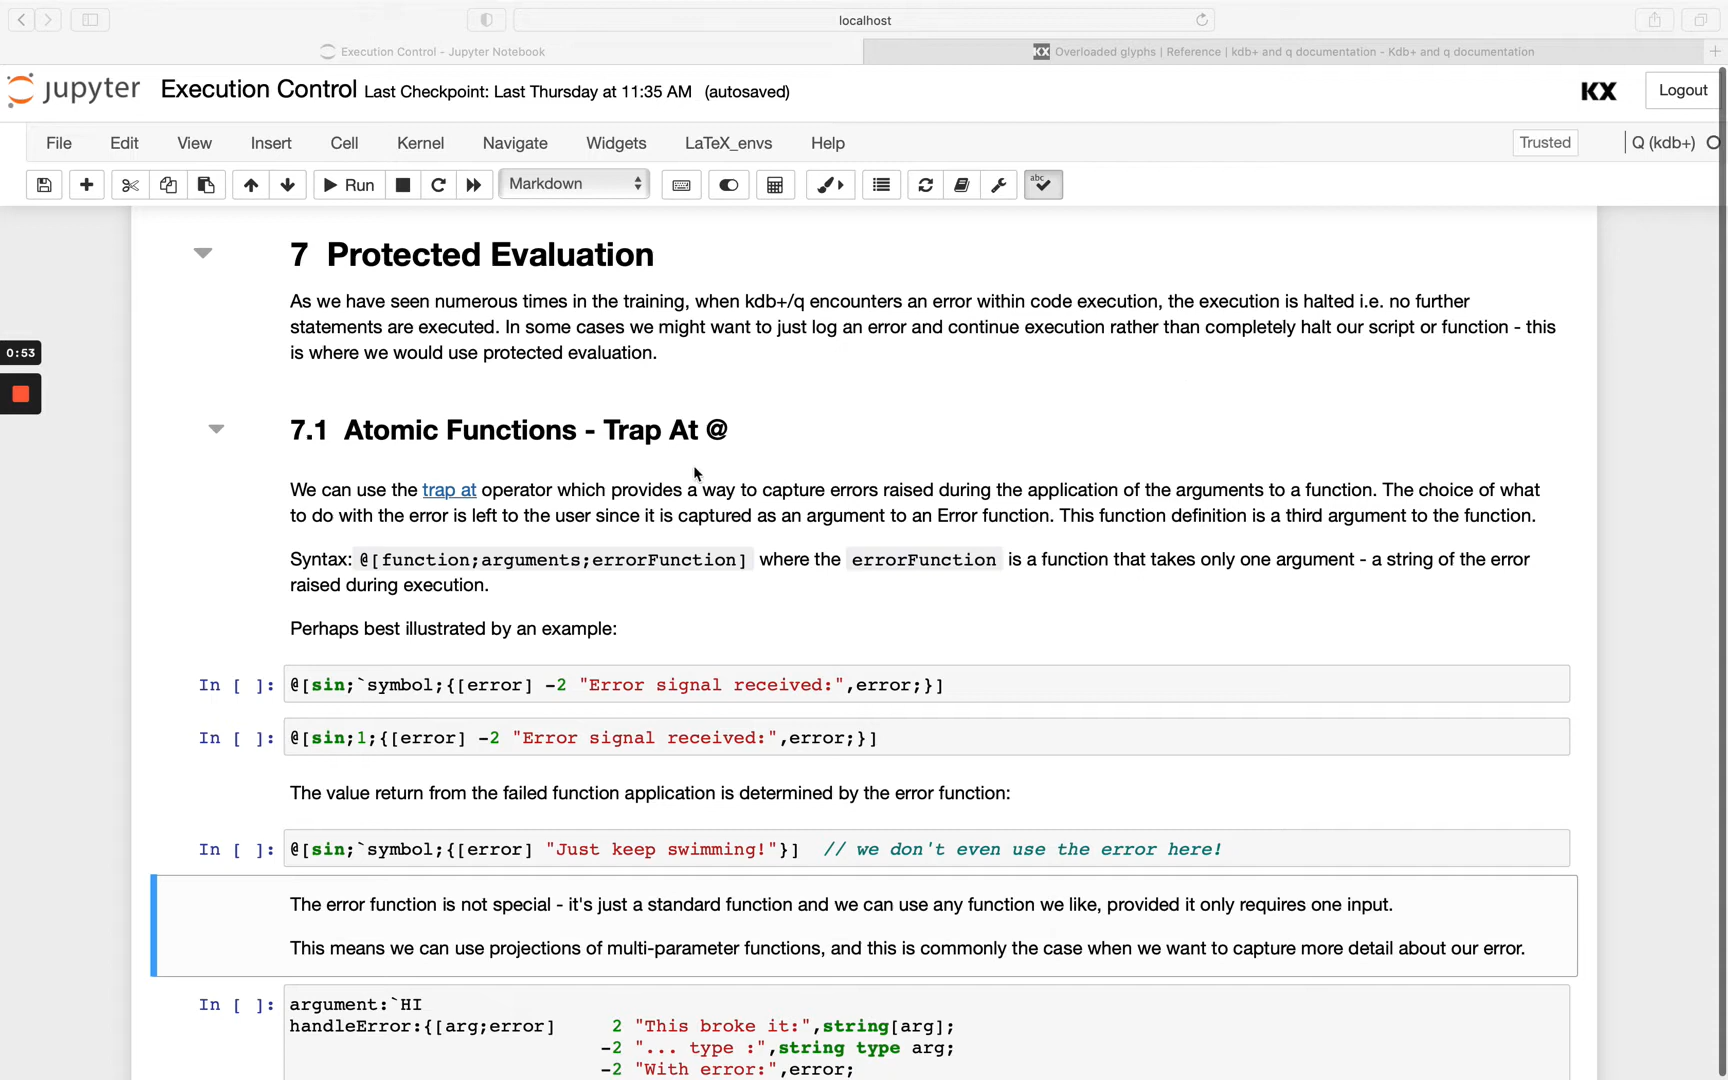 localhost
Execution Control - Jupyter Notebook
KX Overloaded glyphs | Reference | kdb+ and q documentation - Kdb+ and q documentation
jupyter Execution Control Last Checkpoint: Last Thursday at 11:35 AM (autosaved) KX Logout
File Edit View Insert Cell Kernel Navigate Widgets LaTeX_envs Help Trusted Q (kdb+)
Run Markdown abc
7 Protected Evaluation
As we have seen numerous times in the training, when kdb+/q encounters an error within code execution, the execution is halted i.e. no further
statements are executed. In some cases we might want to just log an error and continue execution rather than completely halt our script or function - this
is where we would use protected evaluation.
0:53
7.1 Atomic Functions - Trap At @
We can use the trap at operator which provides a way to capture errors raised during the application of the arguments to a function. The choice of what
to do with the error is left to the user since it is captured as an argument to an Error function. This function definition is a third argument to the function.
Syntax: @[function;arguments;errorFunction] where the errorFunction is a function that takes only one argument - a string of the error
raised during execution.
Perhaps best illustrated by an example:
In [ ]: @[sin;`symbol;{[error] -2 "Error signal received:",error;}]
In [ ]: @[sin;1;{[error] -2 "Error signal received:",error;}]
The value return from the failed function application is determined by the error function:
In [ ]: @[sin;`symbol;{[error] "Just keep swimming!"}] // we don't even use the error here!
The error function is not special - it's just a standard function and we can use any function we like, provided it only requires one input.
This means we can use projections of multi-parameter functions, and this is commonly the case when we want to capture more detail about our error.
In [ ]: argument:`HI
handleError:{[arg;error] 2 "This broke it:",string[arg];
-2 "... type :",string type arg;
-2 "With error:",error;